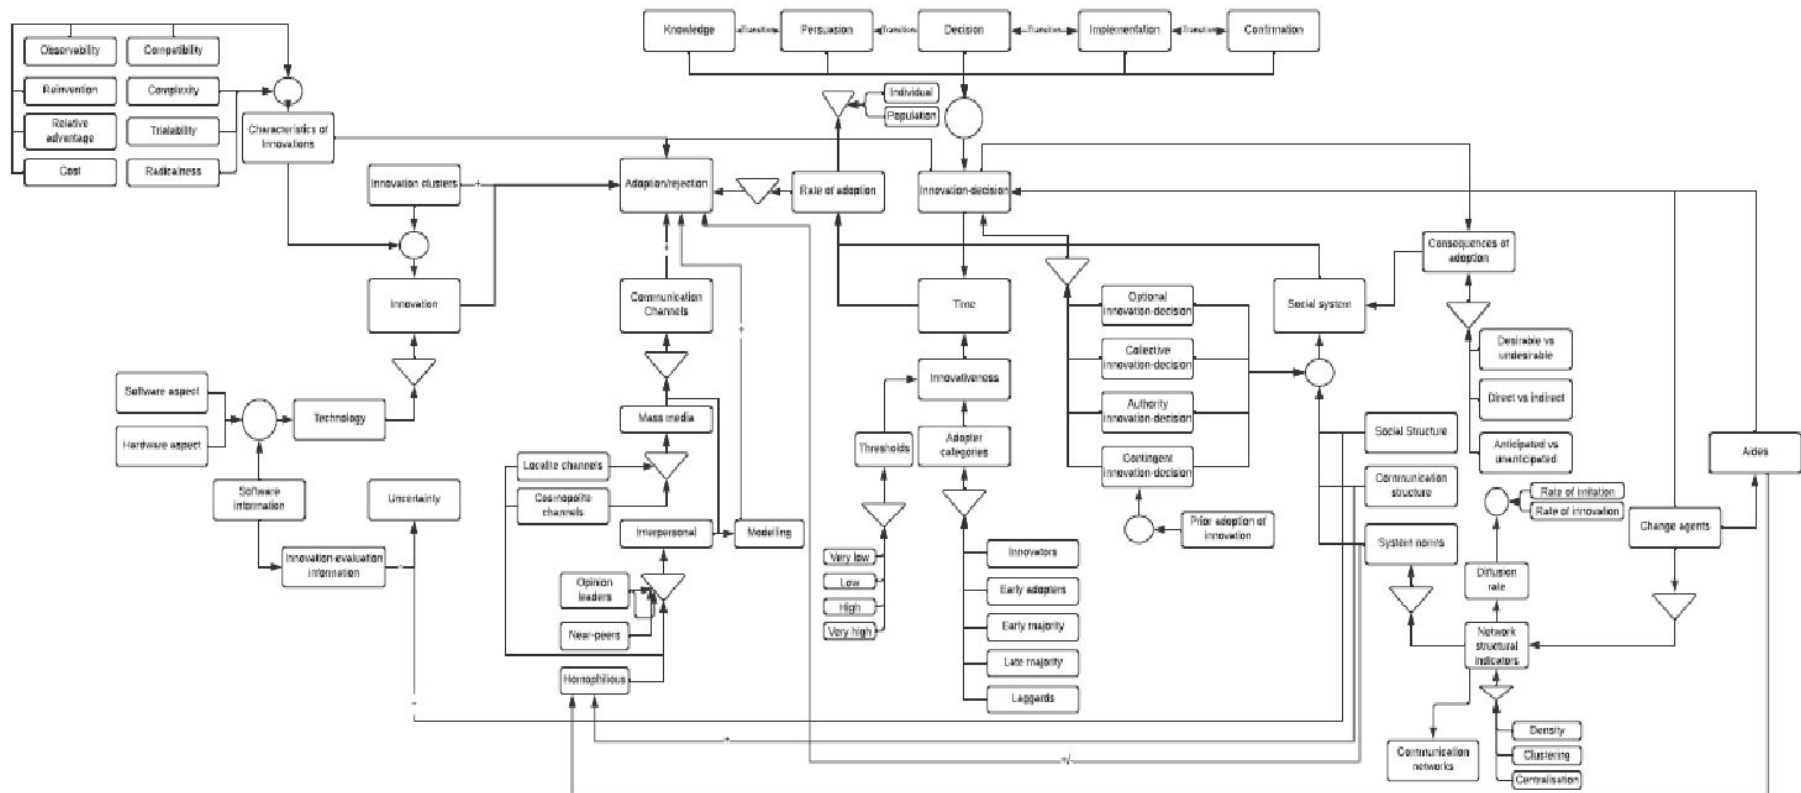 Knowledge
Transition
Persuasion
Transition
Decision
Transition
Implementation
Transition
Confirmation
Observability
Compatibility
Reinvention
Complexity
Relative
advantage
Trialability
Cost
Radicalness
Characteristics of
Innovations
Individual
Population
Innovation clusters
+
Adoption/rejection
Rate of adoption
Innovation-decision
Consequences of
adoption
Innovation
Communication
Channels
Time
Optional
innovation-decision
Social system
Collective
innovation-decision
Authority
innovation-decision
Contingent
innovation-decision
Prior adoption of
innovation
Desirable vs
undesirable
Direct vs indirect
Anticipated vs
unanticipated
Software aspect
Hardware aspect
Technology
Software
information
Innovation-evaluation
information
Uncertainty
Mass media
Localite channels
Cosmopolite
channels
Interpersonal
Modelling
Opinion
leaders
Near-peers
Homophilious
Innovativeness
Thresholds
Adopter
categories
Very low
Low
High
Very high
Innovators
Early adopters
Early majority
Late majority
Laggards
Social Structure
Communication
structure
System norms
Rate of imitation
Rate of innovation
Diffusion
rate
Network
structural
indicators
Change agents
Aides
Communication
networks
Density
Clustering
Centralisation